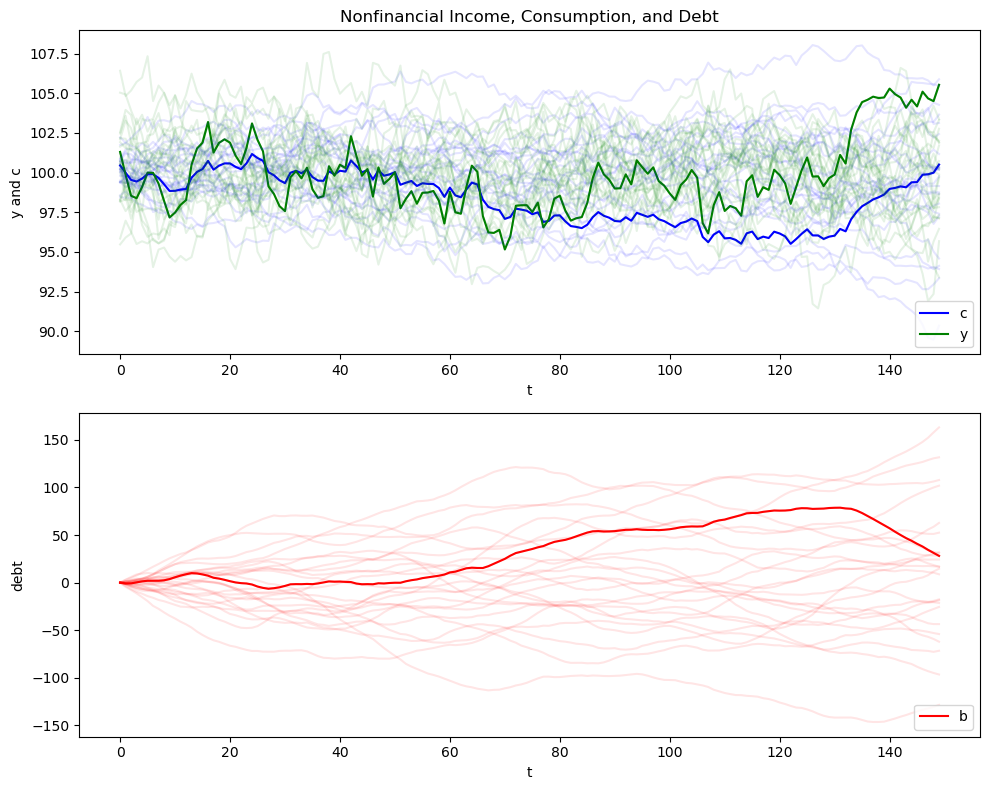 Nonfinancial Income, Consumption, and Debt
107.5
105.0
102.5
100.0
97.5
95.0
92.5
90.0
y and c
c
y
0 20 40 60 80 100 120 140
t
150
100
50
0
−50
−100
−150
debt
b
0 20 40 60 80 100 120 140
t